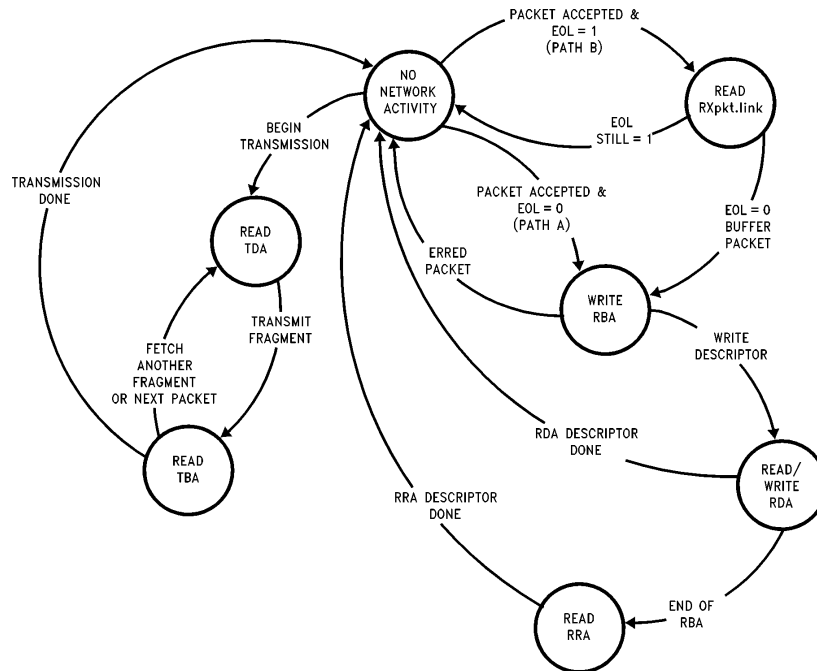 PACKET ACCEPTED &
EOL = 1
(PATH B)
NO
NETWORK
ACTIVITY
READ
RXpkt.link
EOL
STILL = 1
BEGIN
TRANSMISSION
TRANSMISSION
DONE
PACKET ACCEPTED &
EOL = 0
(PATH A)
EOL = 0
BUFFER
PACKET
READ
TDA
ERRED
PACKET
WRITE
RBA
TRANSMIT
FRAGMENT
WRITE
DESCRIPTOR
FETCH
ANOTHER
FRAGMENT
OR NEXT PACKET
READ
TBA
RDA DESCRIPTOR
DONE
READ/
WRITE
RDA
RRA DESCRIPTOR
DONE
END OF
RBA
READ
RRA